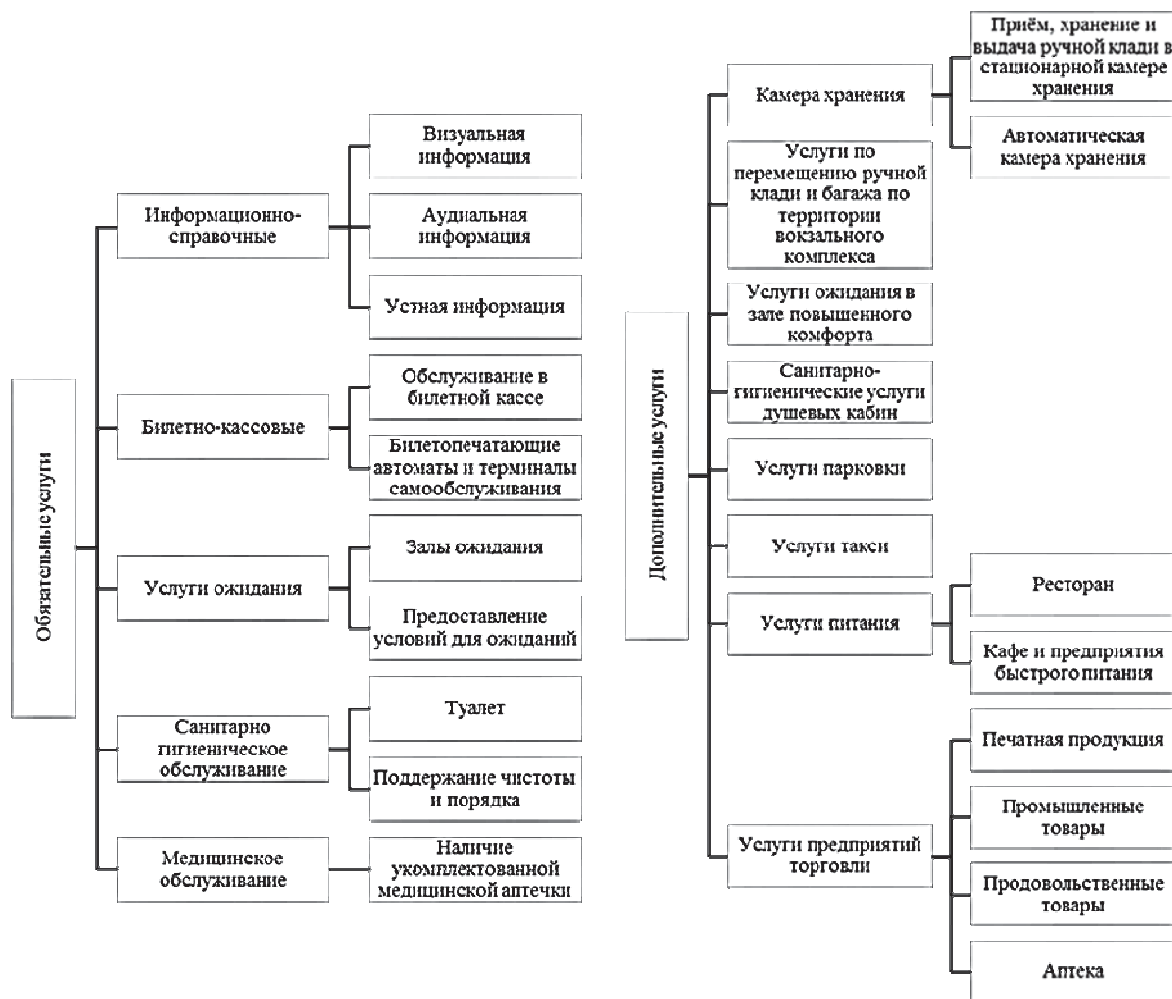 Обязательные услуги
Информационно-
справочные
Визуальная
информация
Аудиальная
информация
Устная информация
Билетно-кассовые
Обслуживание в
билетной кассе
Билетопечатающие
автоматы и терминалы
самообслуживания
Услуги ожидания
Залы ожидания
Предоставление
условий для ожиданий
Санитарно
гигиеническое
обслуживание
Туалет
Поддержание чистоты
и порядка
Медицинское
обслуживание
Наличие
укомплектованной
медицинской аптечки
Дополнительные услуги
Камера хранения
Приём, хранение и
выдача ручной клади в
стационарной камере
хранения
Автоматическая
камера хранения
Услуги по
перемещению ручной
клади и багажа по
территории
вокзального
комплекса
Услуги ожидания в
зале повышенного
комфорта
Санитарно-
гигиенические услуги
душевых кабин
Услуги парковки
Услуги такси
Услуги питания
Ресторан
Кафе и предприятия
быстрого питания
Услуги предприятий
торговли
Печатная продукция
Промышленные
товары
Продовольственные
товары
Аптека